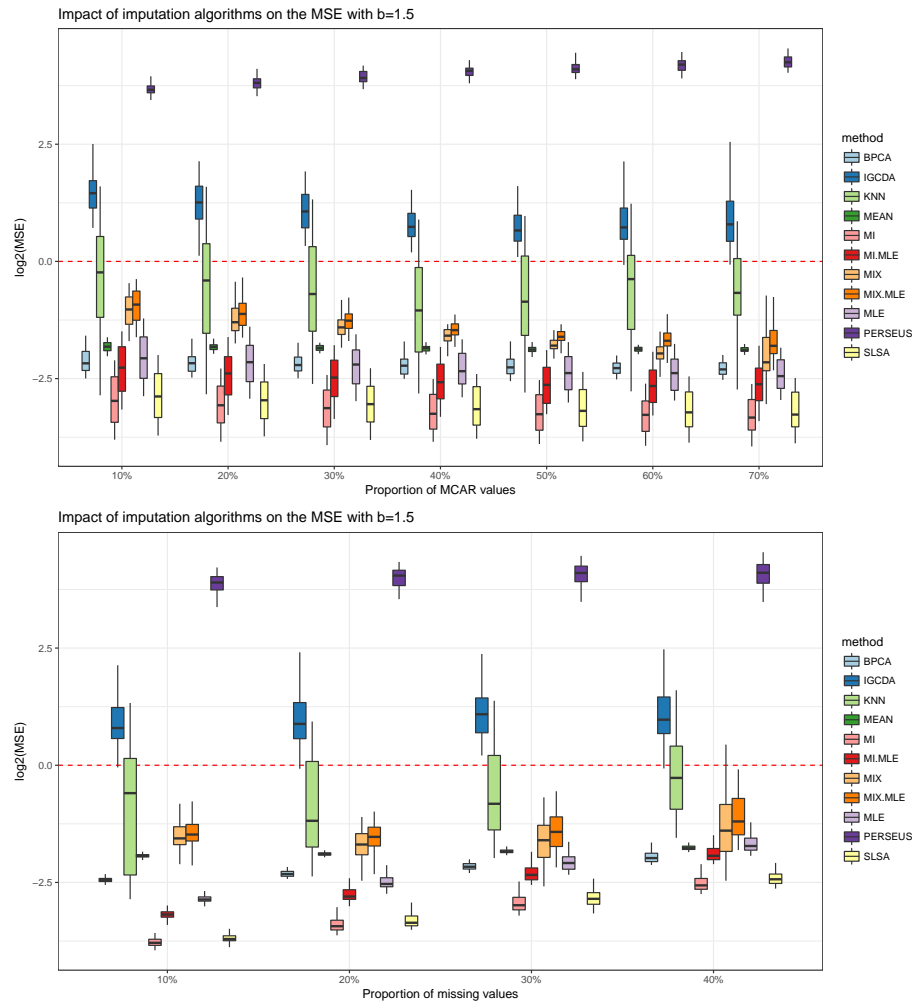 Impact of imputation algorithms on the MSE with b=1.5
log2(MSE)
2.5
0.0
−2.5
10% 20% 30% 40% 50% 60% 70%
Proportion of MCAR values
method
BPCA
IGCDA
KNN
MEAN
MI
MI.MLE
MIX
MIX.MLE
MLE
PERSEUS
SLSA
Impact of imputation algorithms on the MSE with b=1.5
log2(MSE)
2.5
0.0
−2.5
10% 20% 30% 40%
Proportion of missing values
method
BPCA
IGCDA
KNN
MEAN
MI
MI.MLE
MIX
MIX.MLE
MLE
PERSEUS
SLSA